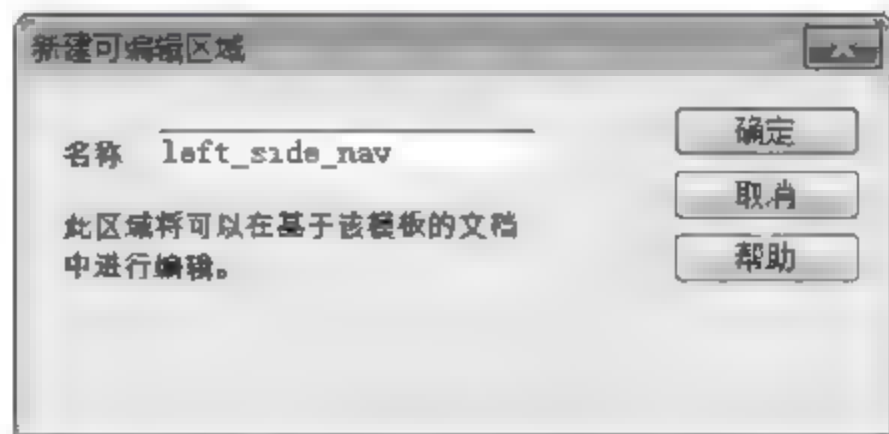 新建可编辑区域
名称 left_side_nav
此区域将可以在基于该模板的文档
中进行编辑。
确定
取消
帮助